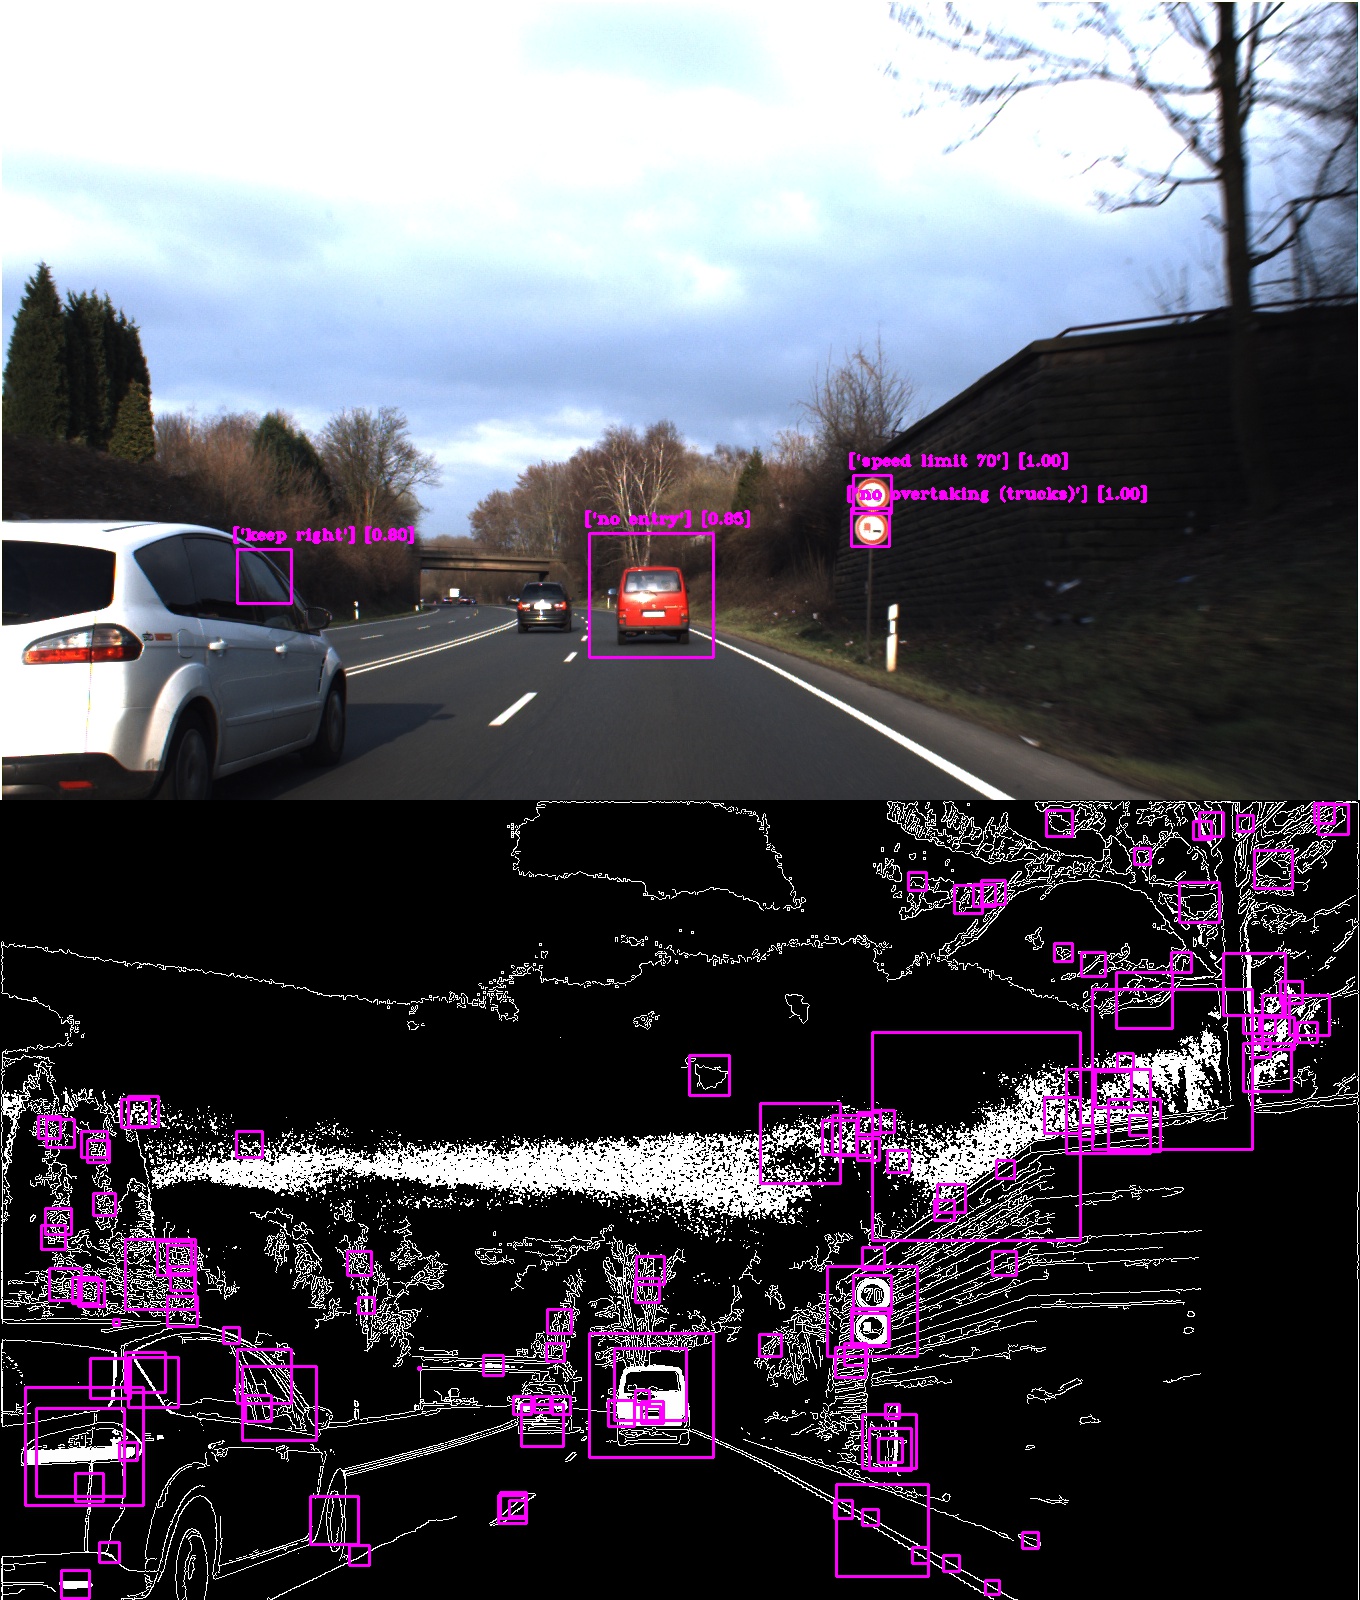 ['speed limit 70'] [1.00]
['no overtaking (trucks)'] [1.00]
['no entry'] [0.85]
['keep right'] [0.80]
70